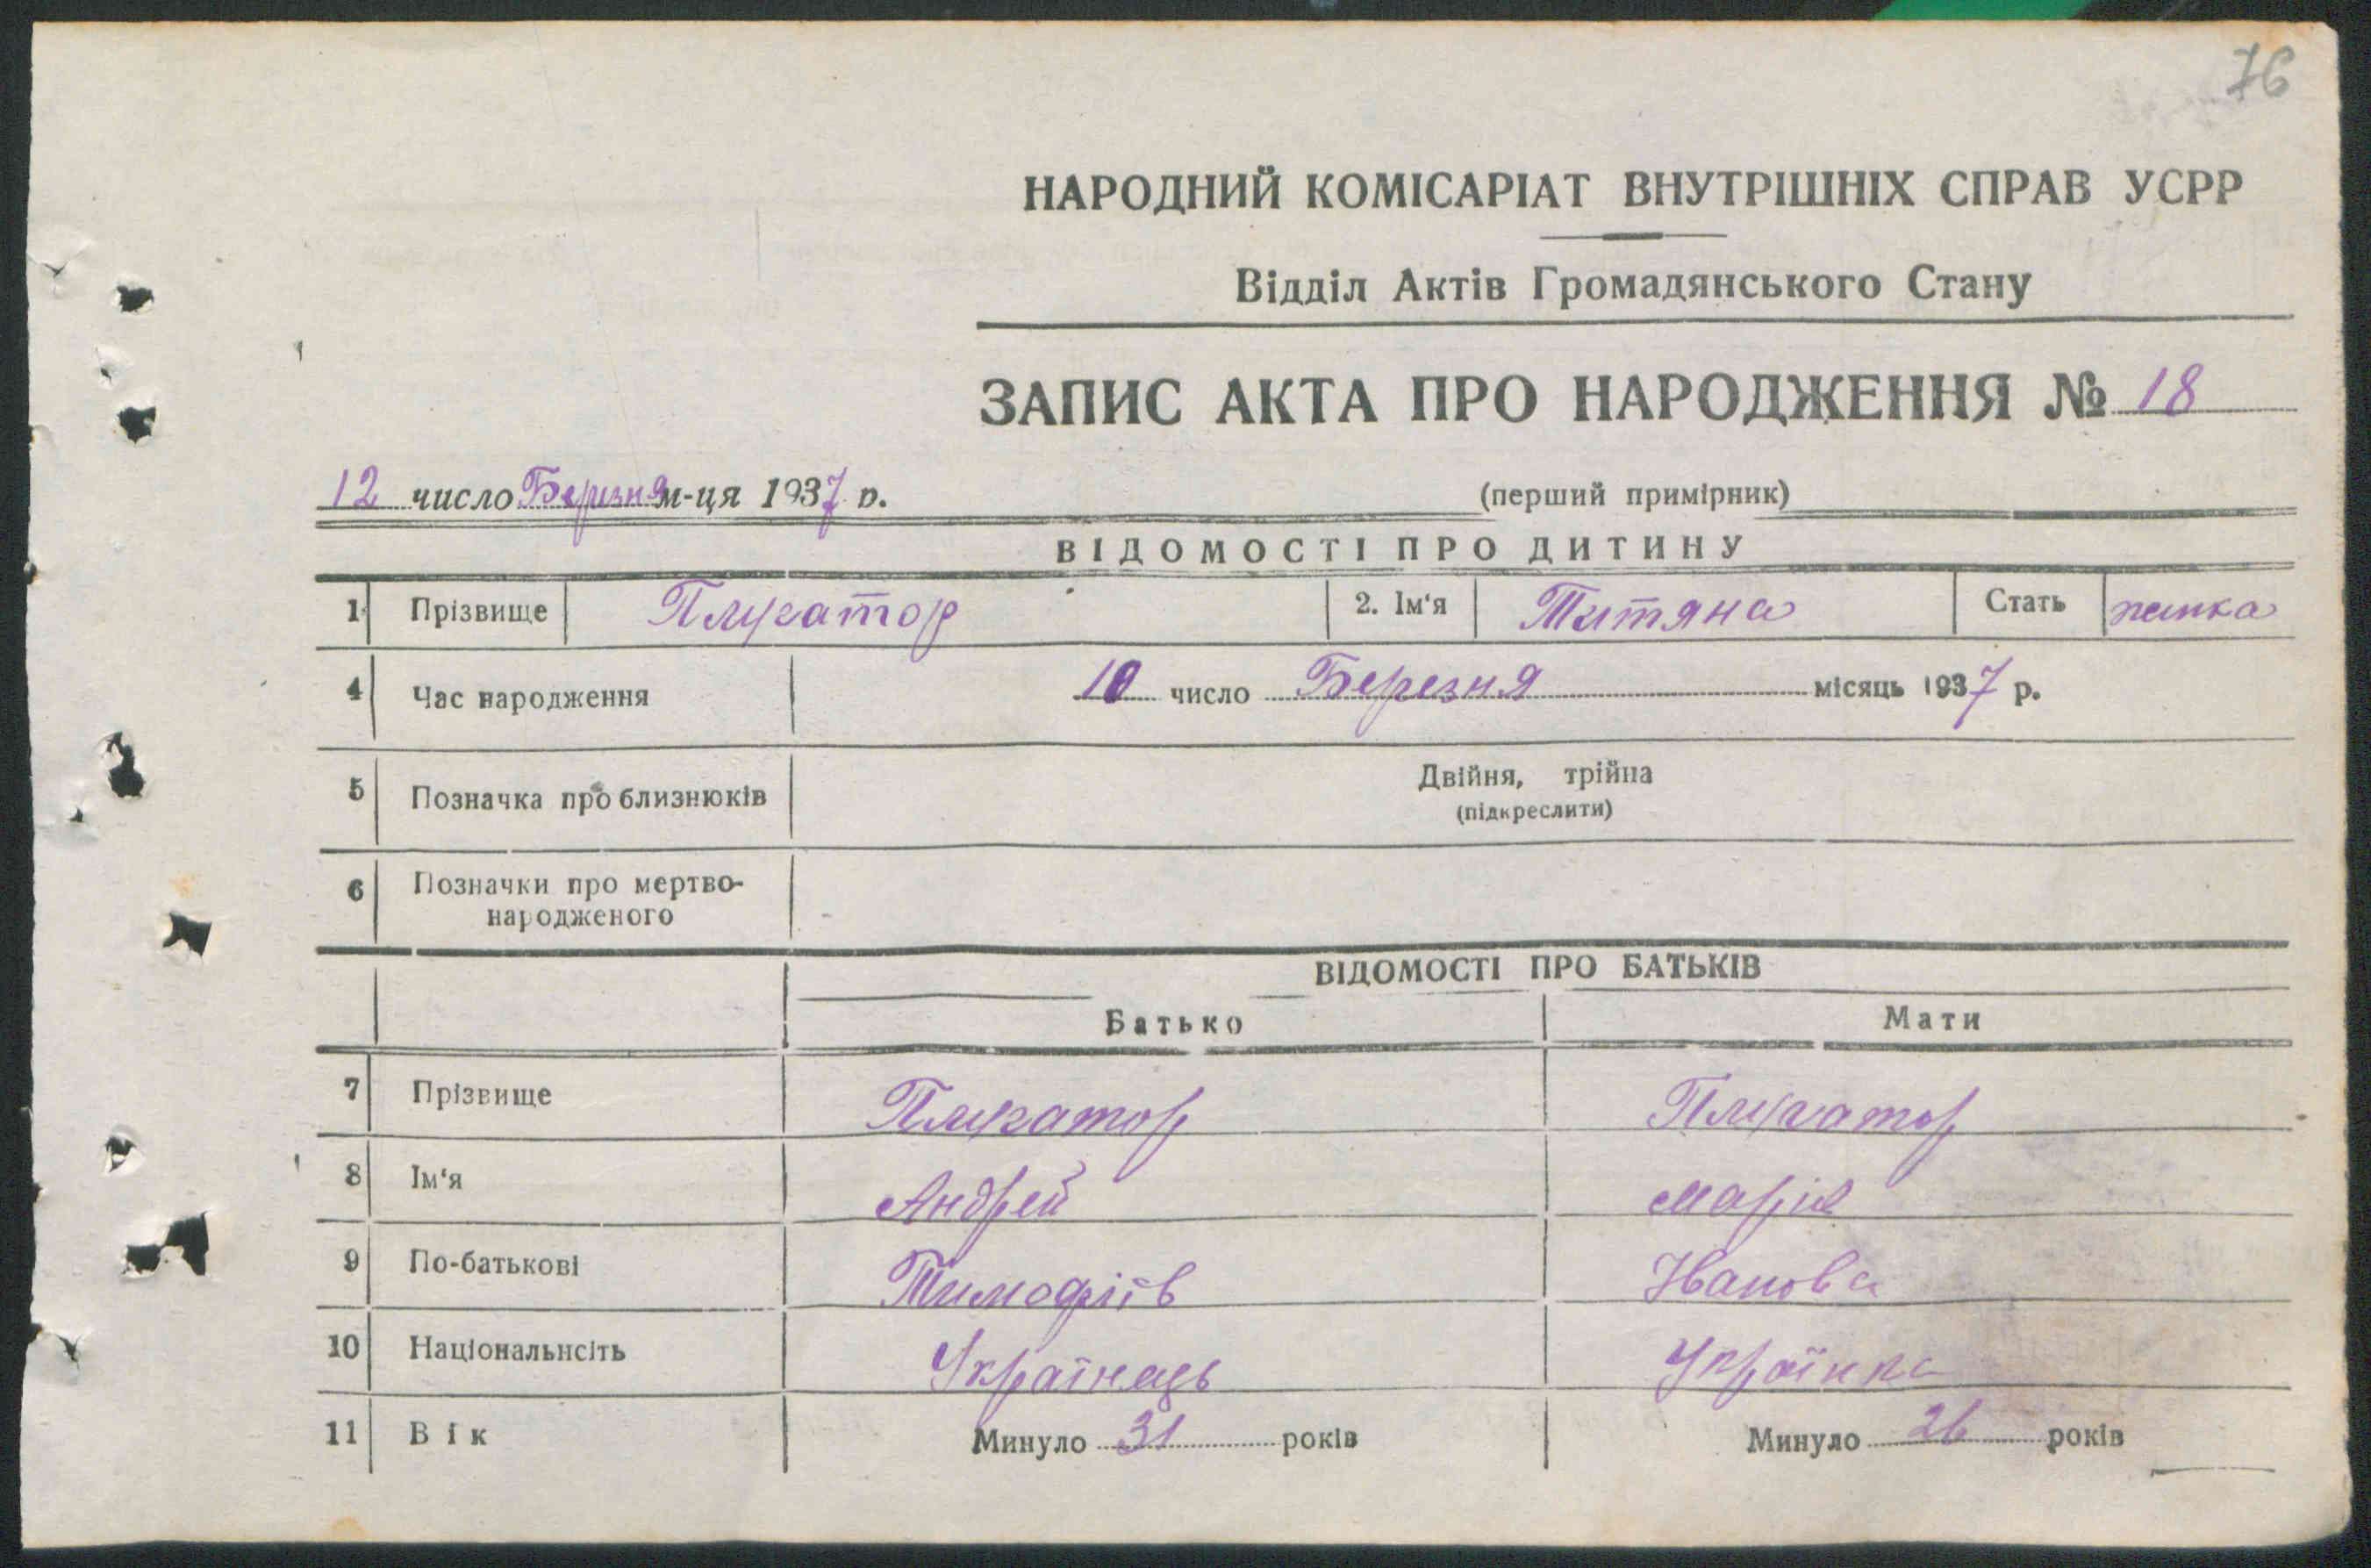 76
НАРОДНИЙ КОМІСАРІАТ ВНУТРІШНІХ СПРАВ УСРР
Відділ Актів Громадянського Стану
ЗАПИС АКТА ПРО НАРОДЖЕННЯ № 18
12 число Березня м-ця 1937 р.
(перший примірник)
ВІДОМОСТІ ПРО ДИТИНУ
1 Прізвище Плугатор 2. Ім‘я Титяна Стать
4 Час народження 10 число Березня місяць 1937 р.
5 Позначка про близнюків Двійня, трійна
(підкреслити)
6 Позначки про мертво-
народженого
ВІДОМОСТІ ПРО БАТЬКІВ
Батько Мати
7 Прізвище Плугатор Плугатор
8 Ім‘я Андрей Марія
9 По-батькові Тимофіїв Іванова
10 Національнсіть Українець Українка
11 Вік Минуло 31 років Минуло 26 років